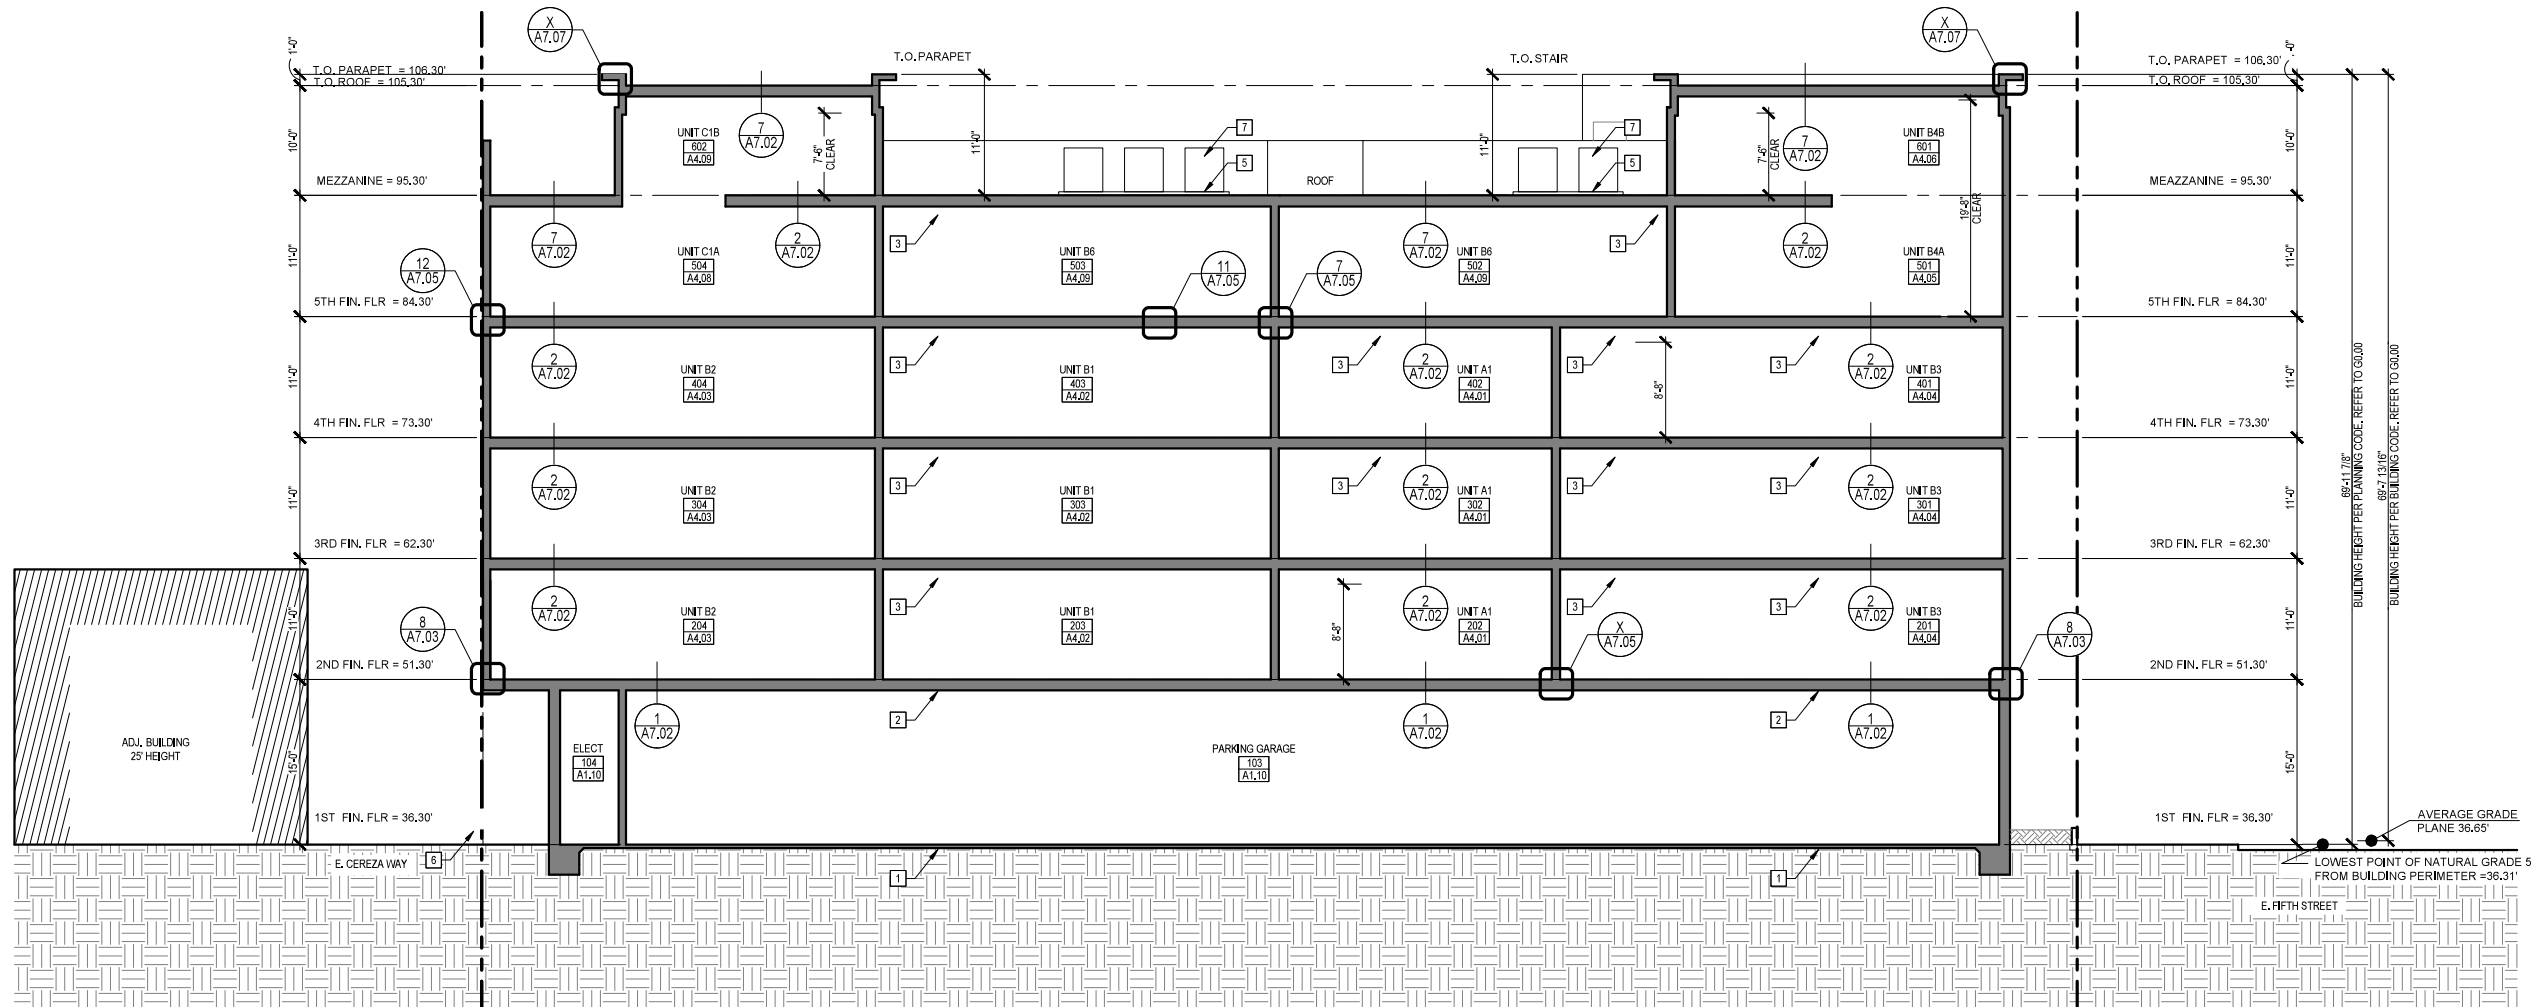 X
A7.07
X
A7.07
1'-0"
T.O. PARAPET = 106.30'
T.O. ROOF = 105.30'
T.O. PARAPET
T.O. STAIR
T.O. PARAPET = 106.30'
T.O. ROOF = 105.30'
10'-0"
UNIT C1B
602
A4.09
7
A7.02
7'-6"
CLEAR
11'-0"
7
5
ROOF
11'-0"
7
5
7'-6"
CLEAR
7
A7.02
UNIT B4B
601
A4.06
10'-0"
MEZZANINE = 95.30'
MEAZZANINE = 95.30'
19'-8"
CLEAR
11'-0"
7
A7.02
UNIT C1A
504
A4.08
2
A7.02
3
UNIT B6
503
A4.09
7
A7.02
UNIT B6
502
A4.09
3
2
A7.02
UNIT B4A
501
A4.05
11'-0"
12
A7.05
11
A7.05
7
A7.05
5TH FIN. FLR = 84.30'
5TH FIN. FLR = 84.30'
11'-0"
2
A7.02
UNIT B2
404
A4.03
3
UNIT B1
403
A4.02
3
2
A7.02
UNIT A1
402
A4.01
3
8'-8"
3
2
A7.02
UNIT B3
401
A4.04
11'-0"
4TH FIN. FLR = 73.30'
4TH FIN. FLR = 73.30'
11'-0"
2
A7.02
UNIT B2
304
A4.03
3
UNIT B1
303
A4.02
3
2
A7.02
UNIT A1
302
A4.01
3
3
2
A7.02
UNIT B3
301
A4.04
11'-0"
69'-11 7/8"
BUILDING HEIGHT PER PLANNING CODE. REFER TO G0.00
69'-7 13/16"
BUILDING HEIGHT PER BUILDING CODE. REFER TO G0.00
3RD FIN. FLR = 62.30'
3RD FIN. FLR = 62.30'
11'-0"
2
A7.02
UNIT B2
204
A4.03
3
UNIT B1
203
A4.02
8'-8"
2
A7.02
UNIT A1
202
A4.01
3
3
2
A7.02
UNIT B3
201
A4.04
11'-0"
8
A7.03
X
A7.05
8
A7.03
2ND FIN. FLR = 51.30'
2ND FIN. FLR = 51.30'
1
A7.02
2
1
A7.02
2
1
A7.02
ADJ. BUILDING
25' HEIGHT
15'-0"
ELECT
104
A1.10
PARKING GARAGE
103
A1.10
15'-0"
1ST FIN. FLR = 36.30'
1ST FIN. FLR = 36.30'
AVERAGE GRADE
PLANE 36.65'
E. CEREZA WAY
6
1
1
LOWEST POINT OF NATURAL GRADE 5
FROM BUILDING PERIMETER =36.31'
E. FIFTH STREET